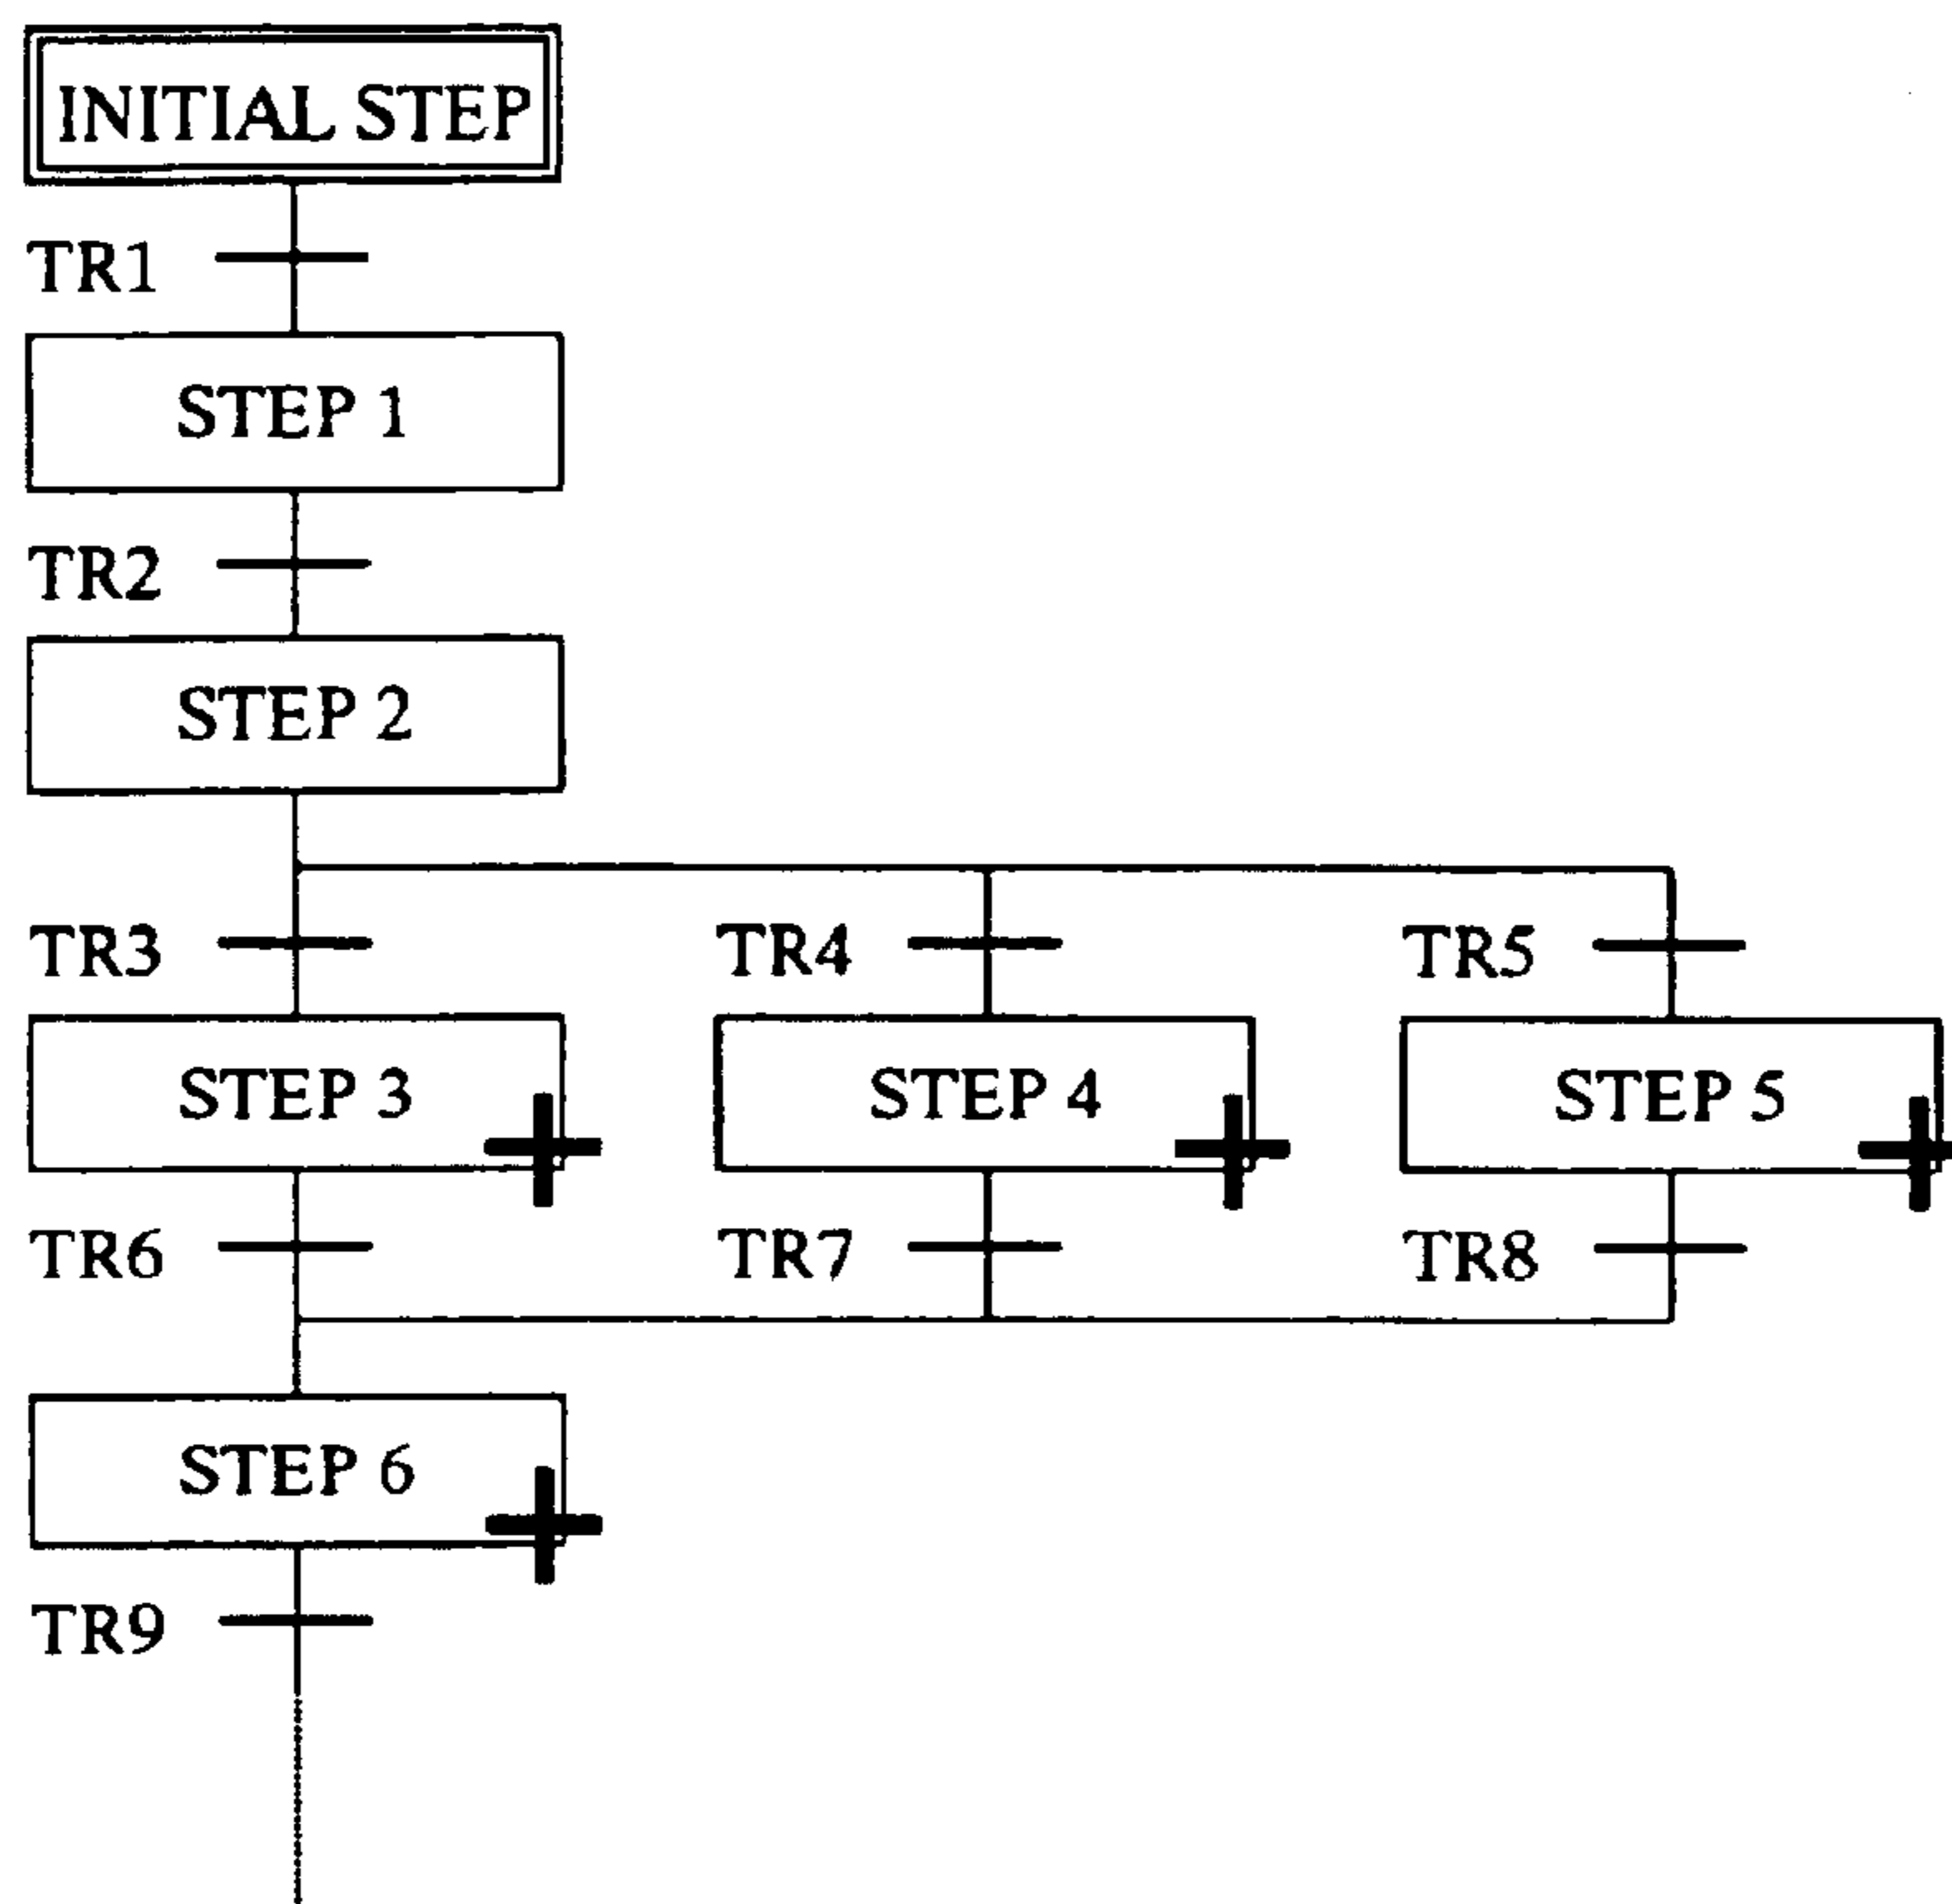 INITIAL STEP
TR1
STEP 1
TR2
STEP 2
TR3 TR4 TR5
STEP 3 STEP 4 STEP 5
TR6 TR7 TR8
STEP 6
TR9